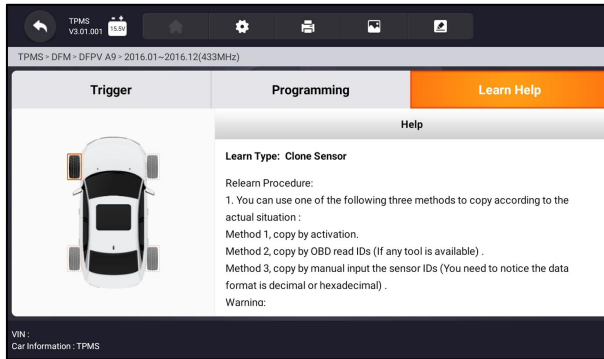 TPMS
V3.01.001
15.5V
TPMS > DFM > DFPV A9 > 2016.01~2016.12(433MHz)
Trigger
Programming
Learn Help
Help
Learn Type: Clone Sensor
Relearn Procedure:
1. You can use one of the following three methods to copy according to the
actual situation :
Method 1, copy by activation.
Method 2, copy by OBD read IDs (If any tool is available) .
Method 3, copy by manual input the sensor IDs (You need to notice the data
format is decimal or hexadecimal) .
Warning:
VIN :
Car Information : TPMS